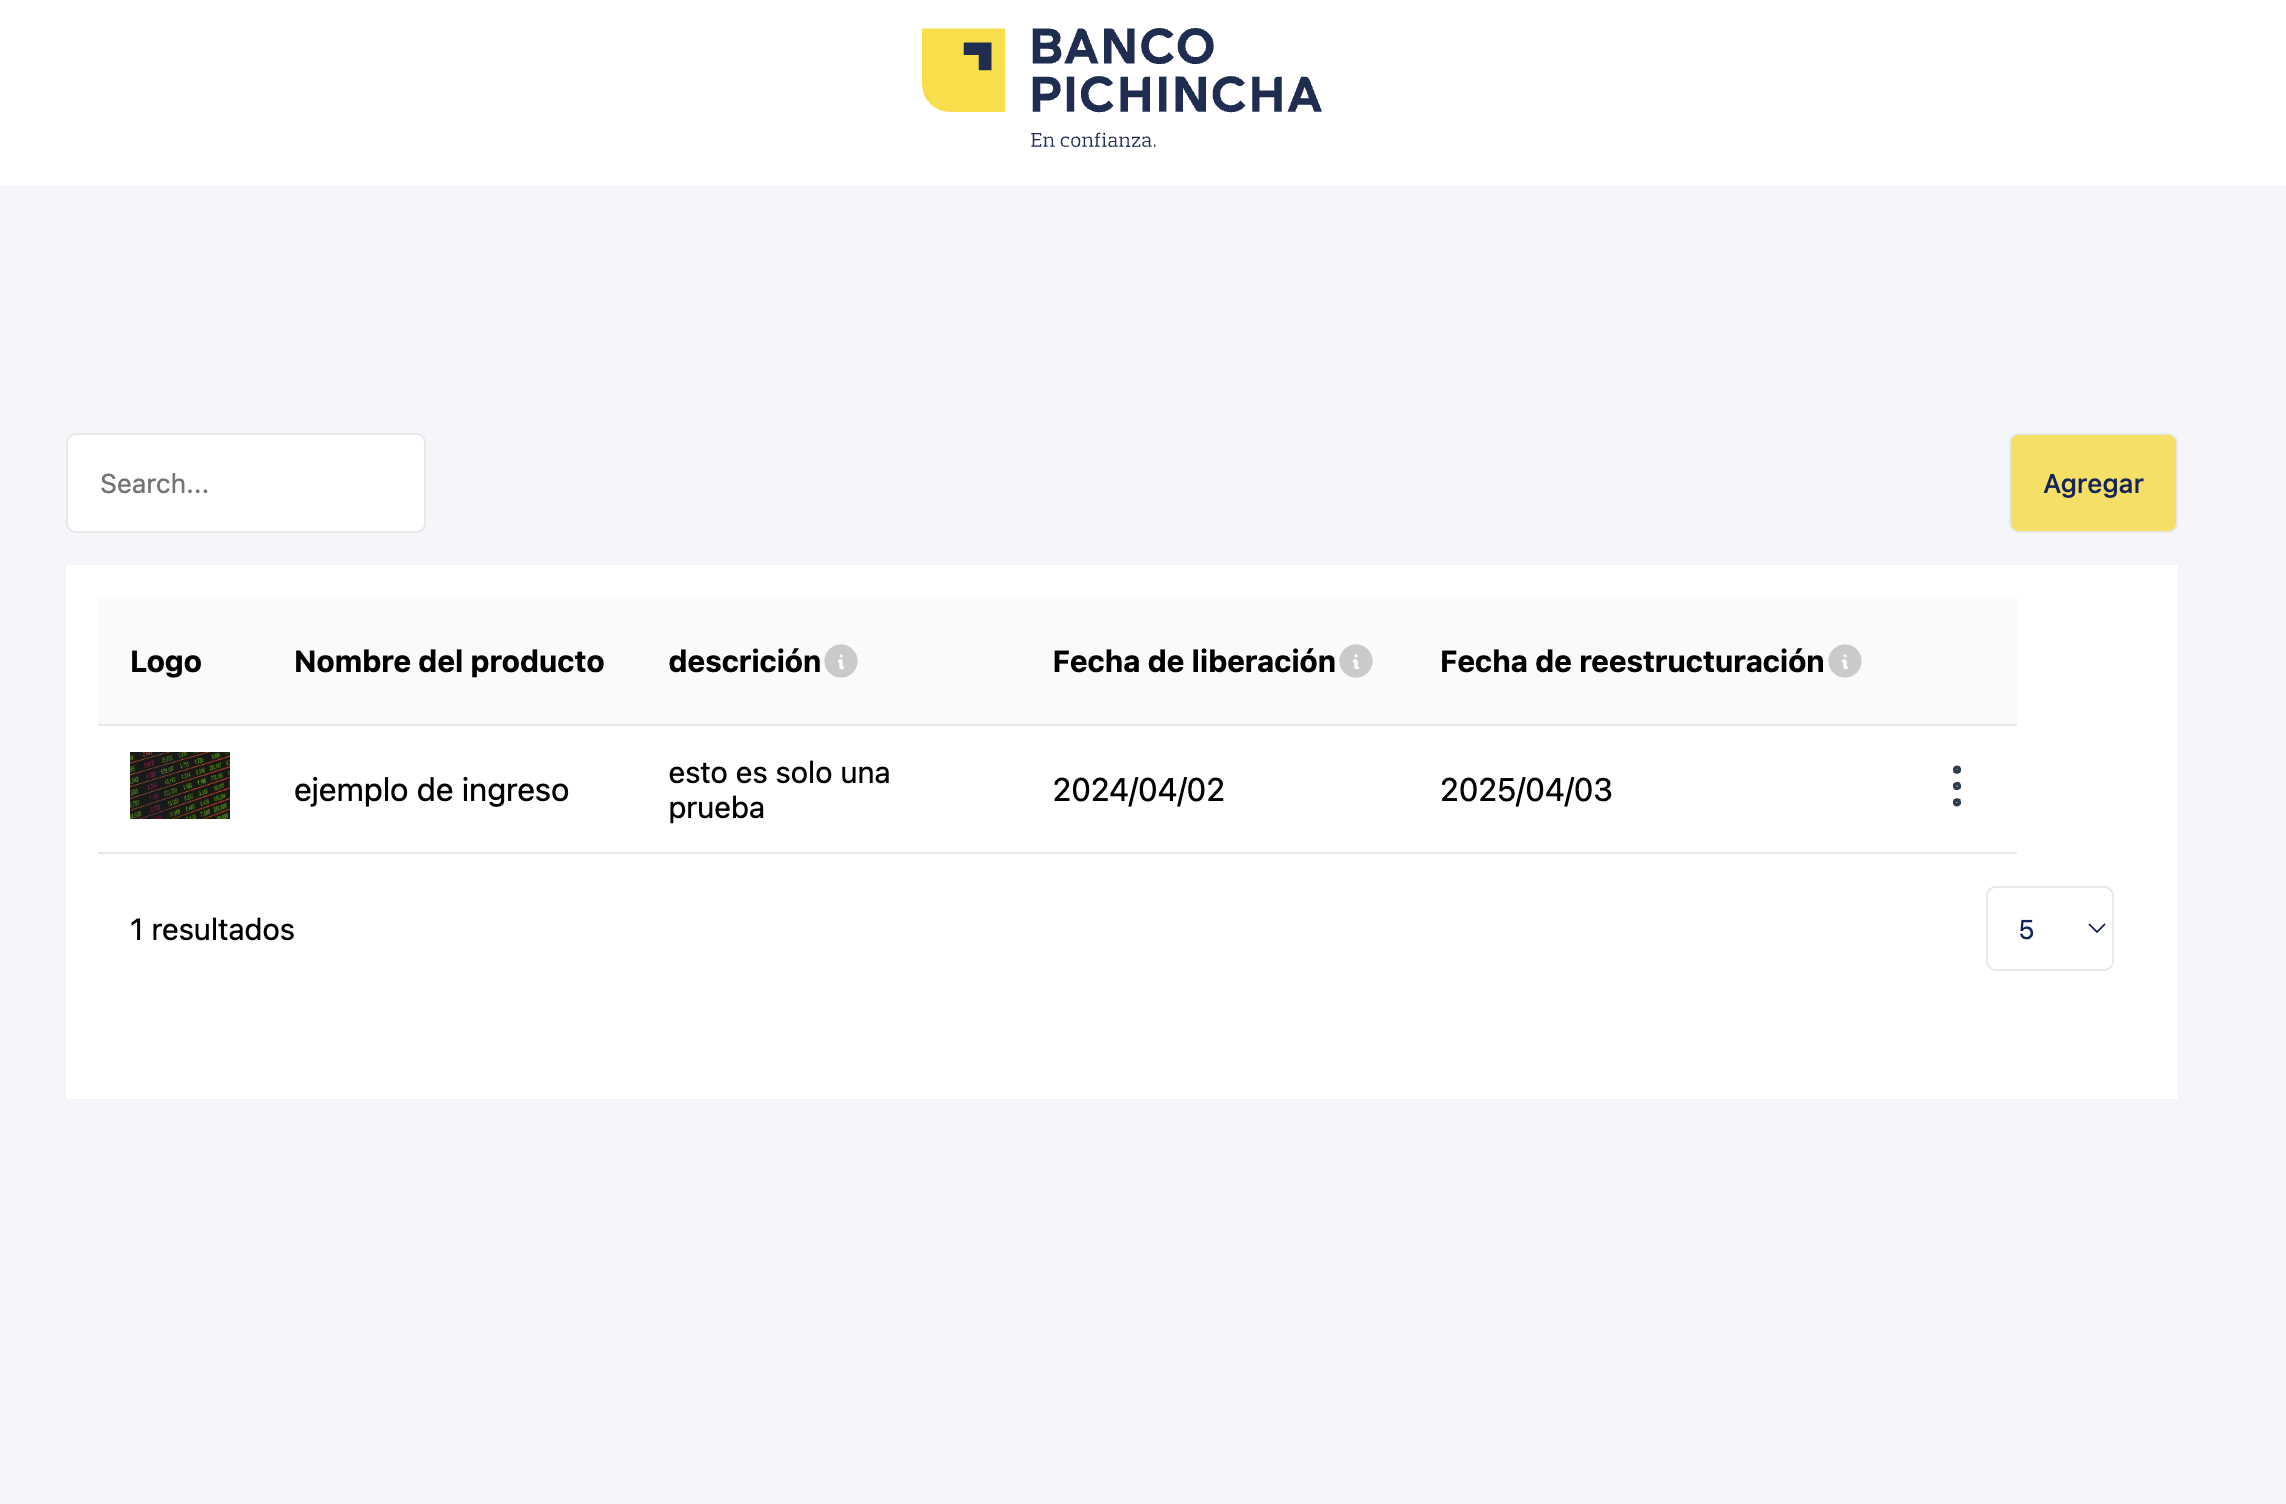 BANCO
PICHINCHA
En confianza.
Search...
Agregar
Logo Nombre del producto descrición Fecha de liberación Fecha de reestructuración
ejemplo de ingreso esto es solo una prueba 2024/04/02 2025/04/03
1 resultados 5